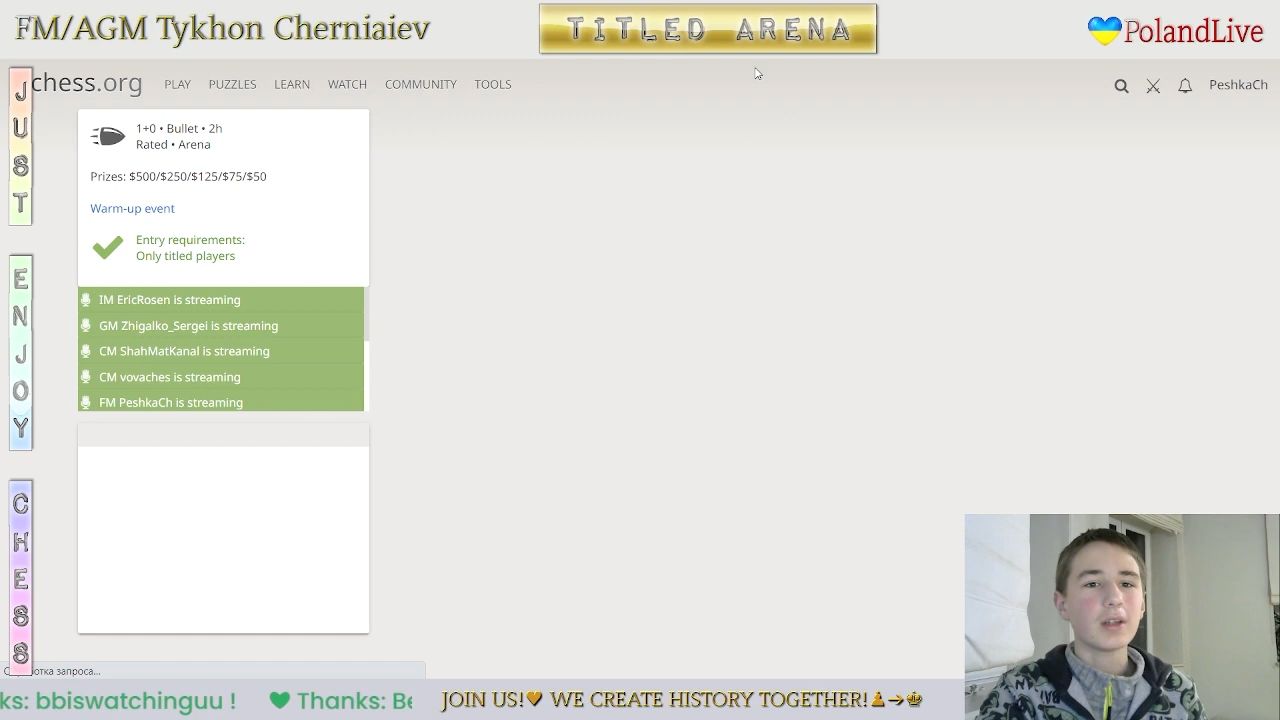 FM/AGM Tykhon Cherniaiev
TITLED ARENA
PolandLive
JUST
ENJOY
CHESS
chess.org
PLAY PUZZLES LEARN WATCH COMMUNITY TOOLS
PeshkaCh
1+0 • Bullet • 2h
Rated • Arena
Prizes: $500/$250/$125/$75/$50
Warm-up event
Entry requirements:
Only titled players
IM EricRosen is streaming
GM Zhigalko_Sergei is streaming
CM ShahMatKanal is streaming
CM vovaches is streaming
FM PeshkaCh is streaming
запроса...
ks: bbiswatchinguu ! Thanks: Be
JOIN US! WE CREATE HISTORY TOGETHER!